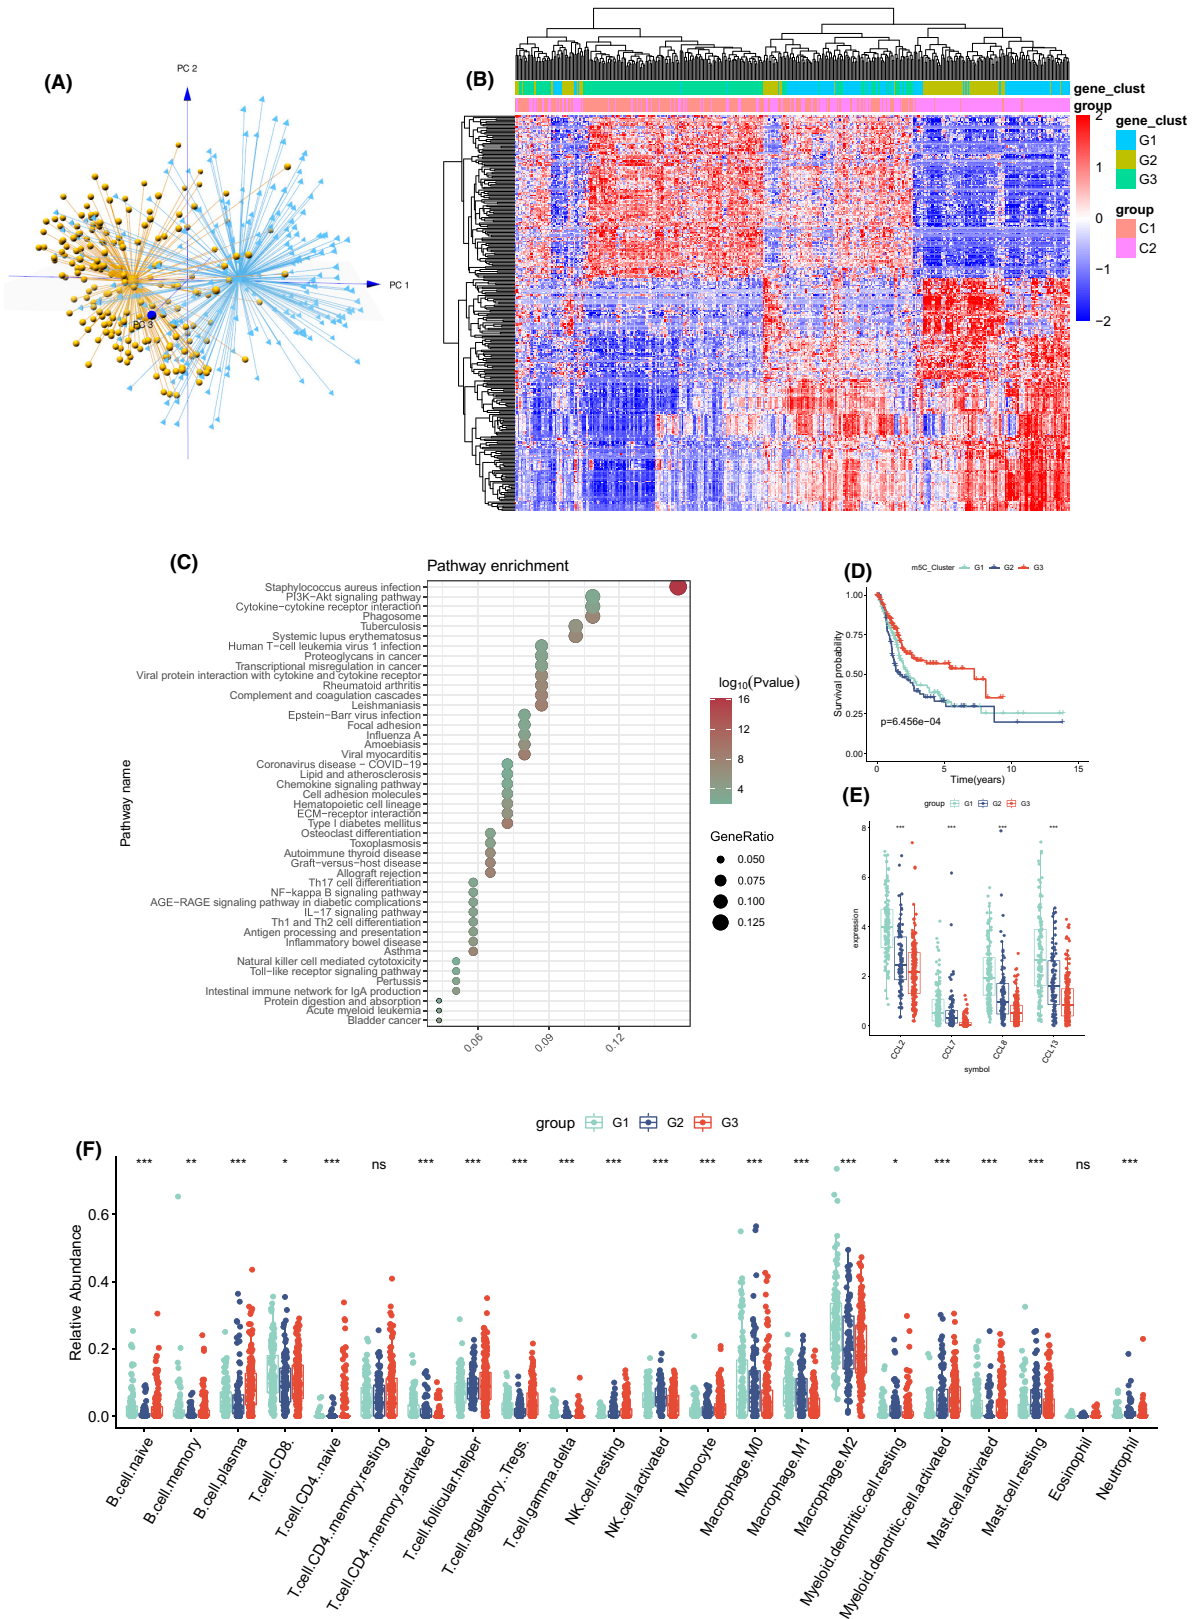 (A)
PC 2
PC 1
PC 3
(B)
gene_clust
group
2
1
0
−1
−2
gene_clust
G1
G2
G3
group
C1
C2
(C)
Pathway enrichment
Pathway name
Staphylococcus aureus infection
PI3K−Akt signaling pathway
Cytokine−cytokine receptor interaction
Phagosome
Tuberculosis
Systemic lupus erythematosus
Human T−cell leukemia virus 1 infection
Proteoglycans in cancer
Transcriptional misregulation in cancer
Viral protein interaction with cytokine and cytokine receptor
Rheumatoid arthritis
Complement and coagulation cascades
Leishmaniasis
Epstein−Barr virus infection
Focal adhesion
Influenza A
Amoebiasis
Viral myocarditis
Coronavirus disease − COVID−19
Lipid and atherosclerosis
Chemokine signaling pathway
Cell adhesion molecules
Hematopoietic cell lineage
ECM−receptor interaction
Type I diabetes mellitus
Osteoclast differentiation
Toxoplasmosis
Autoimmune thyroid disease
Graft−versus−host disease
Allograft rejection
Th17 cell differentiation
NF−kappa B signaling pathway
AGE−RAGE signaling pathway in diabetic complications
IL−17 signaling pathway
Th1 and Th2 cell differentiation
Antigen processing and presentation
Inflammatory bowel disease
Asthma
Natural killer cell mediated cytotoxicity
Toll−like receptor signaling pathway
Pertussis
Intestinal immune network for IgA production
Protein digestion and absorption
Acute myeloid leukemia
Bladder cancer
0.06
0.09
0.12
log10(Pvalue)
16
12
8
4
GeneRatio
0.050
0.075
0.100
0.125
(D)
m5C_Cluster G1 G2 G3
Survival probability
1.00
0.75
0.50
0.25
0.00
p=6.456e−04
0 5 10 15
Time(years)
(E)
group G1 G2 G3
expression
8
6
4
2
0
*** *** *** ***
CCL2
CCL7
CCL8
CCL13
symbol
(F)
group G1 G2 G3
Relative Abundance
0.6
0.4
0.2
0.0
*** ** *** * *** ns *** *** *** *** *** *** *** *** *** *** * *** *** *** ns ***
B.cell.naive
B.cell.memory
B.cell.plasma
T.cell.CD8.
T.cell.CD4..naive
T.cell.CD4..memory.resting
T.cell.CD4..memory.activated
T.cell.follicular.helper
T.cell.regulatory..Tregs.
T.cell.gamma.delta
NK.cell.resting
NK.cell.activated
Monocyte
Macrophage.M0
Macrophage.M1
Macrophage.M2
Myeloid.dendritic.cell.resting
Myeloid.dendritic.cell.activated
Mast.cell.activated
Mast.cell.resting
Eosinophil
Neutrophil